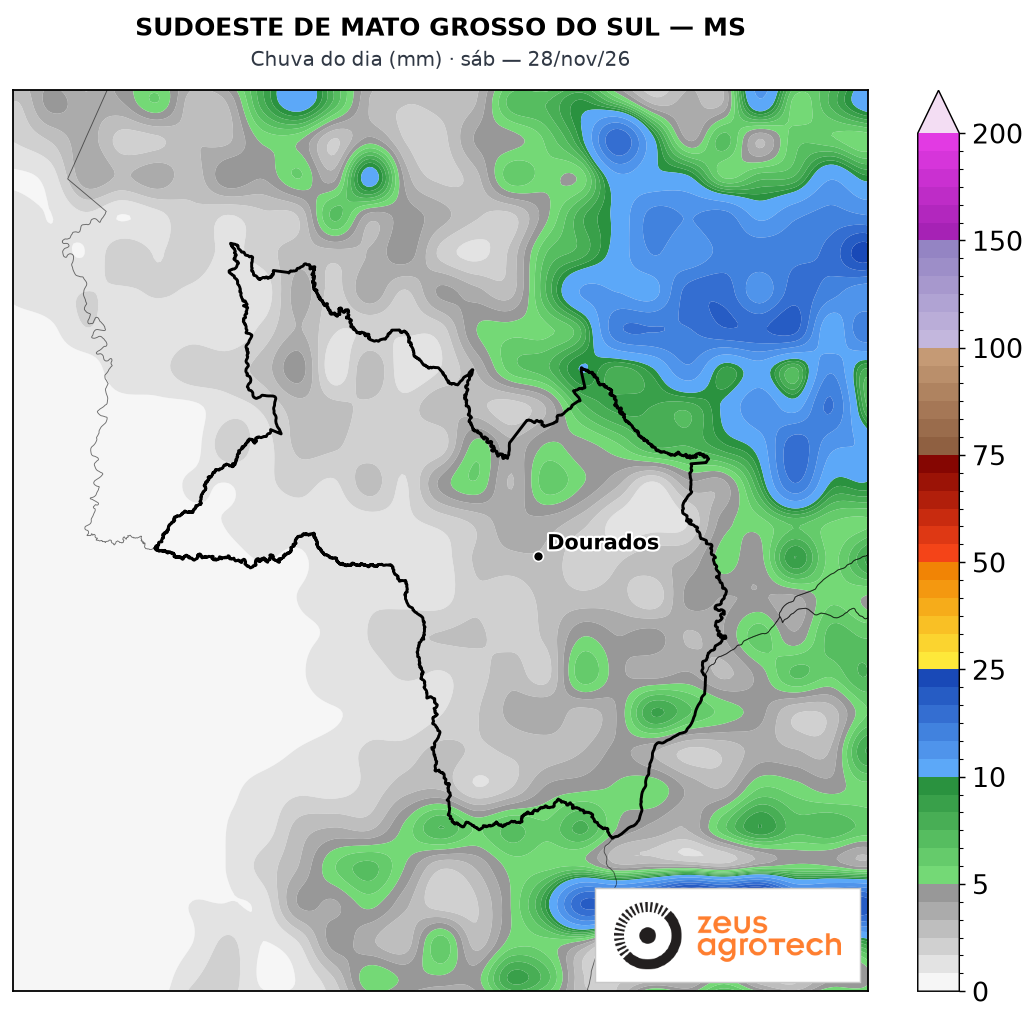 SUDOESTE DE MATO GROSSO DO SUL — MS
Chuva do dia (mm) · sáb — 28/nov/26
200
150
100
75
50
25
10
5
0
Dourados
zeus
agrotech